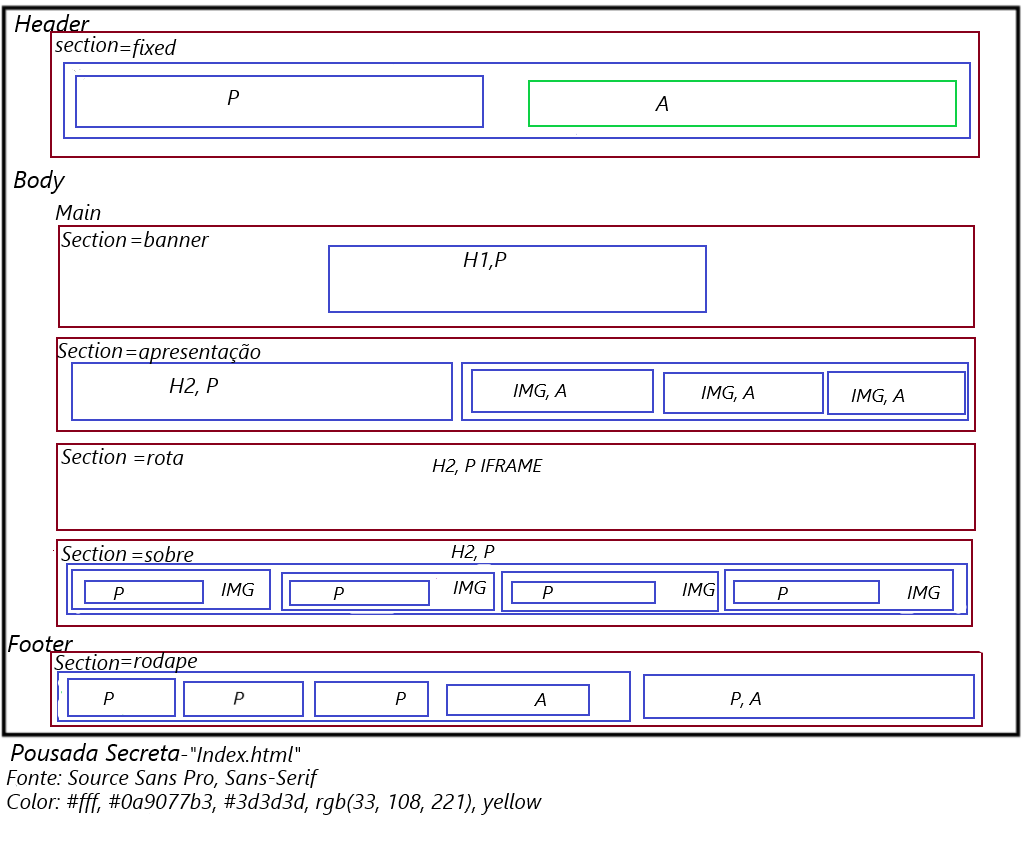 Header
section=fixed
P
A
Body
Main
Section=banner
H1,P
Section=apresentação
H2, P
IMG, A
IMG, A
IMG, A
Section =rota
H2, P IFRAME
Section =sobre
H2, P
P
IMG
P
IMG
P
IMG
P
IMG
Footer
Section=rodape
P
P
P
A
P, A
Pousada Secreta-"Index.html"
Fonte: Source Sans Pro, Sans-Serif
Color: #fff, #0a9077b3, #3d3d3d, rgb(33, 108, 221), yellow